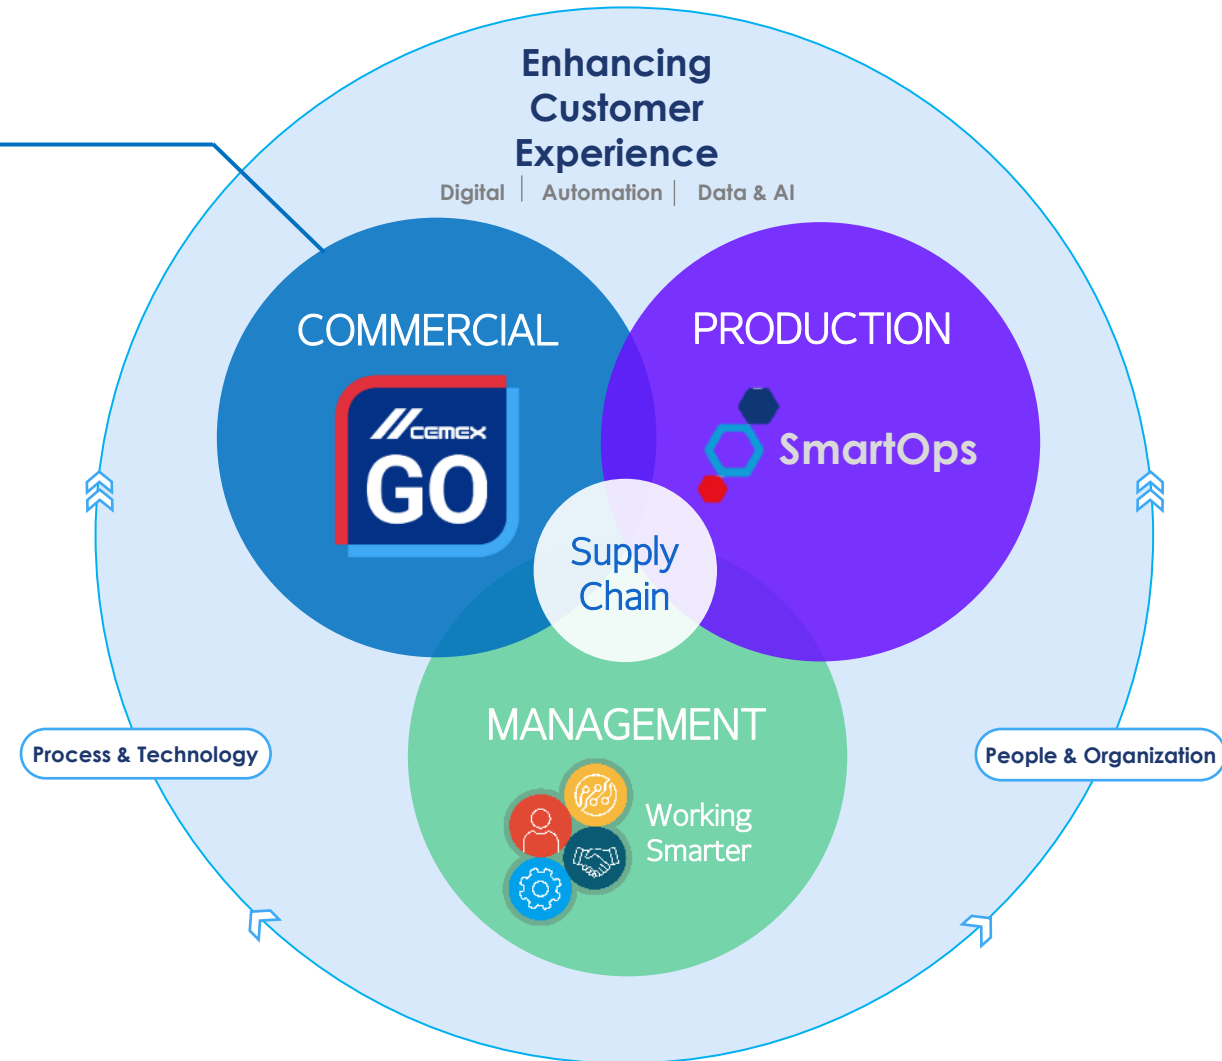 Enhancing
Customer
Experience
Digital | Automation | Data & AI
COMMERCIAL
PRODUCTION
CEMEX
GO
SmartOps
Supply
Chain
MANAGEMENT
Process & Technology
People & Organization
Working
Smarter